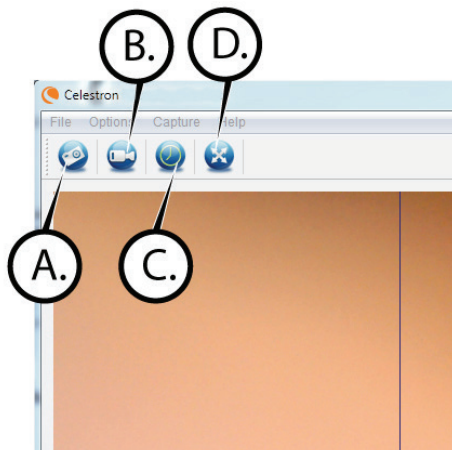 B. D.
Celestron
File Options Capture Help
A. C.